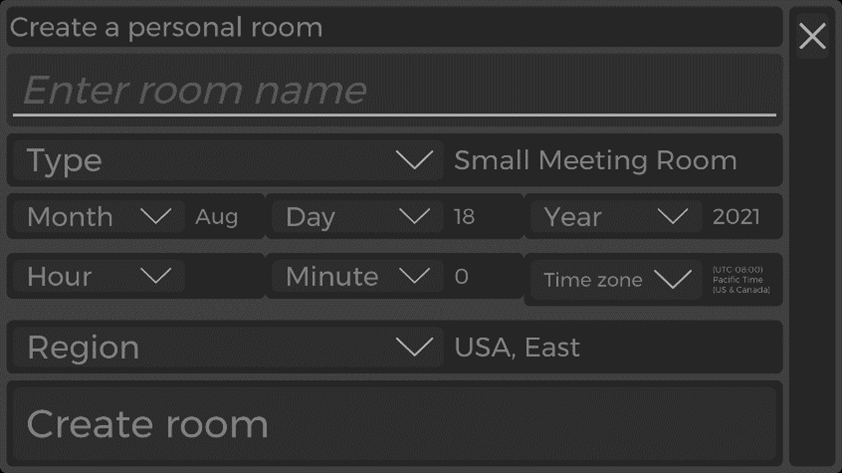 Create a personal room
Enter room name
Type Small Meeting Room
Month Aug Day 18 Year 2021
Hour Minute 0 Time zone (UTC-08:00)
Pacific Time
(US & Canada)
Region USA, East
Create room